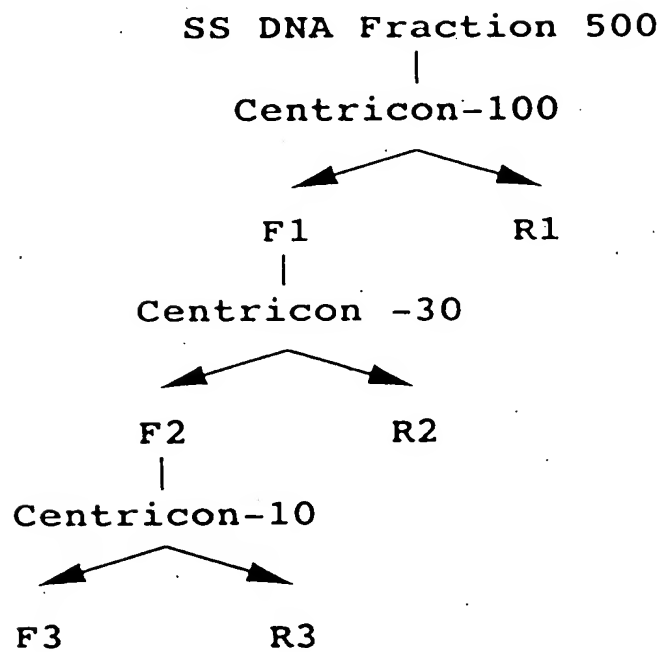 SS DNA Fraction 500
Centricon-100
F1 R1
Centricon -30
F2 R2
Centricon-10
F3 R3